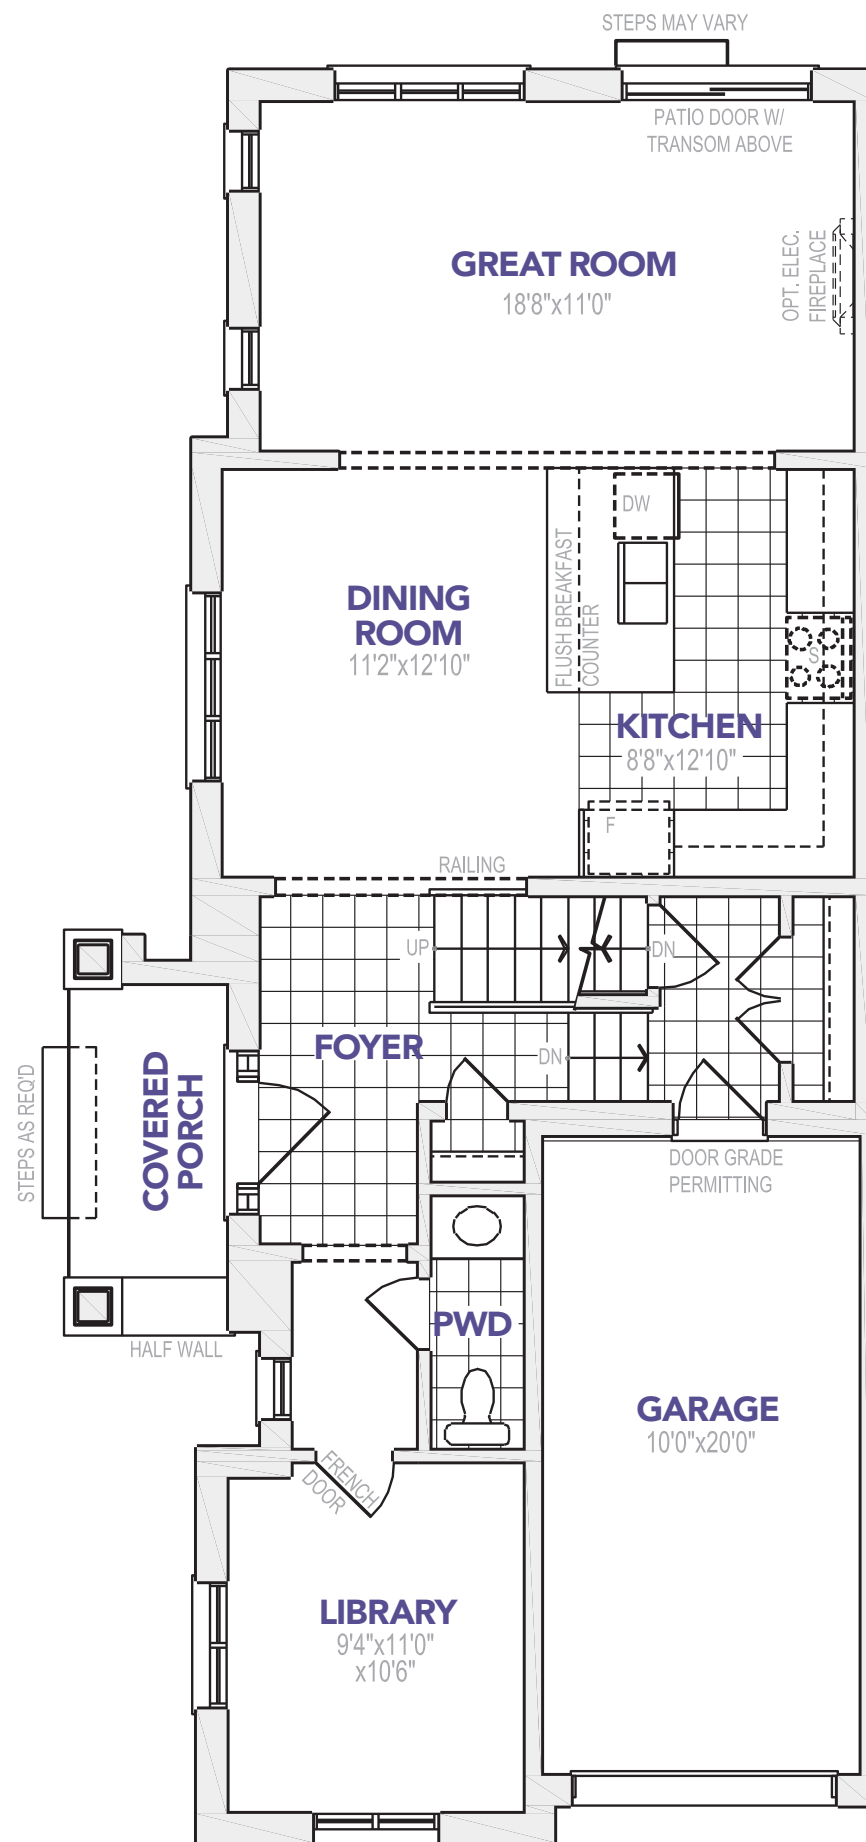 STEPS MAY VARY
PATIO DOOR W/
TRANSOM ABOVE
GREAT ROOM
18'8"x11'0"
OPT. ELEC.
FIREPLACE
DW
FLUSH BREAKFAST
COUNTER
DINING
ROOM
11'2"x12'10"
S
KITCHEN
8'8"x12'10"
F
RAILING
UP
DN
FOYER
DN
COVERED
PORCH
STEPS AS REQ'D
DOOR GRADE
PERMITTING
HALF WALL
PWD
GARAGE
10'0"x20'0"
FRENCH
DOOR
LIBRARY
9'4"x11'0"
x10'6"